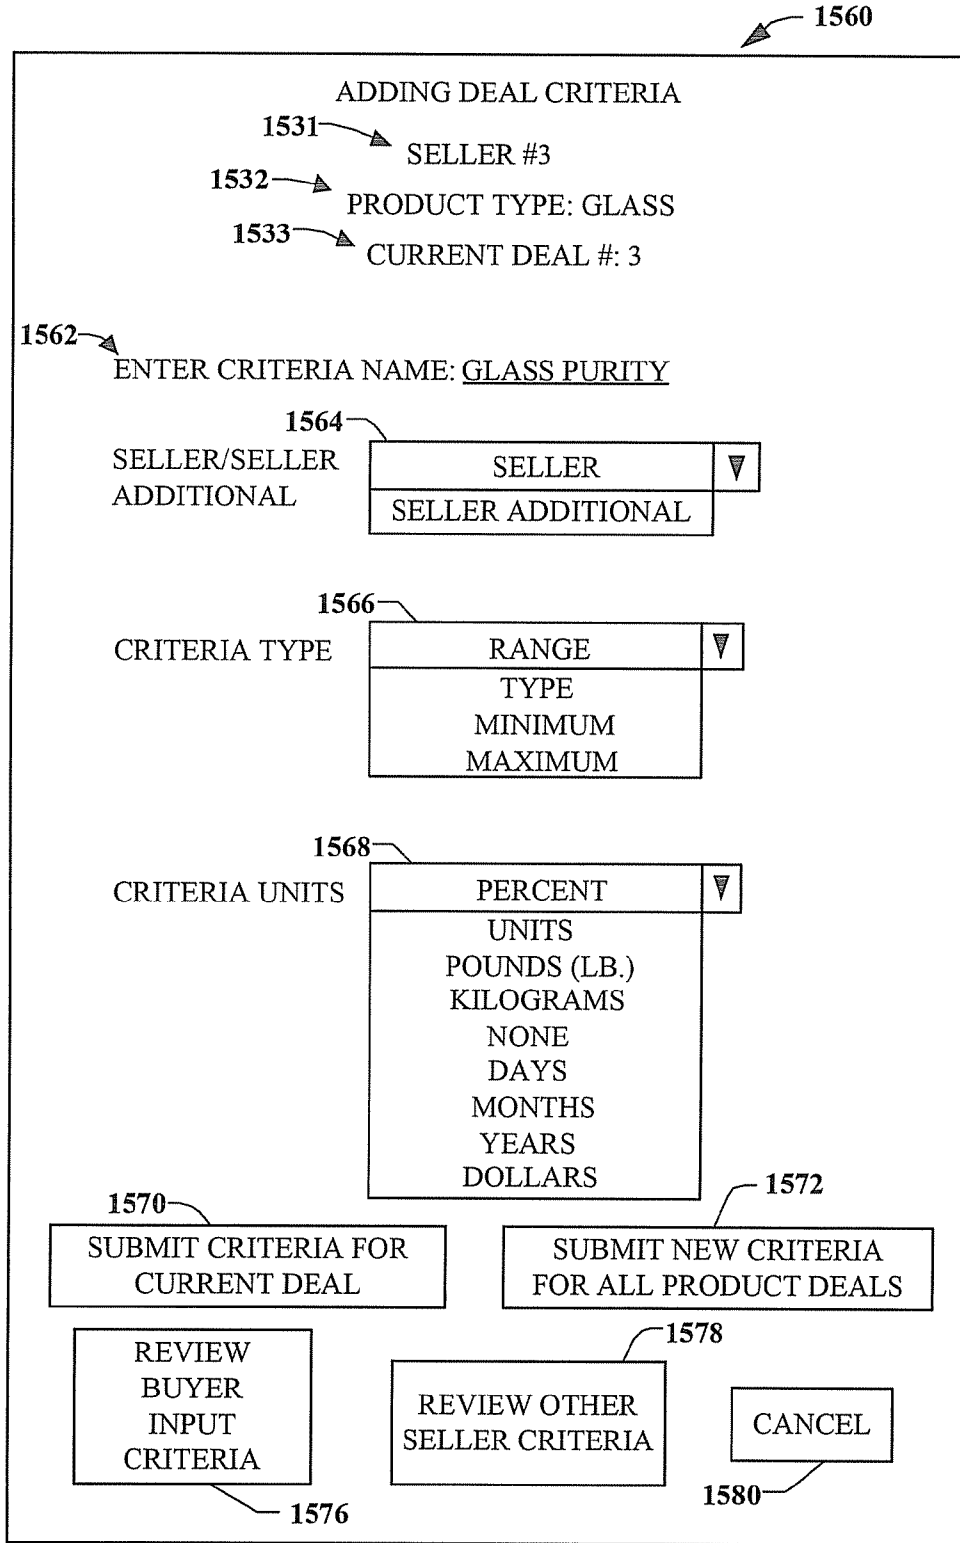 1560
ADDING DEAL CRITERIA
1531
SELLER #3
1532
PRODUCT TYPE: GLASS
1533
CURRENT DEAL #: 3
1562
ENTER CRITERIA NAME: GLASS PURITY
1564
SELLER/SELLER
ADDITIONAL
SELLER
SELLER ADDITIONAL
1566
CRITERIA TYPE
RANGE
TYPE
MINIMUM
MAXIMUM
1568
CRITERIA UNITS
PERCENT
UNITS
POUNDS (LB.)
KILOGRAMS
NONE
DAYS
MONTHS
YEARS
DOLLARS
1570
SUBMIT CRITERIA FOR
CURRENT DEAL
1572
SUBMIT NEW CRITERIA
FOR ALL PRODUCT DEALS
REVIEW
BUYER
INPUT
CRITERIA
1576
1578
REVIEW OTHER
SELLER CRITERIA
CANCEL
1580